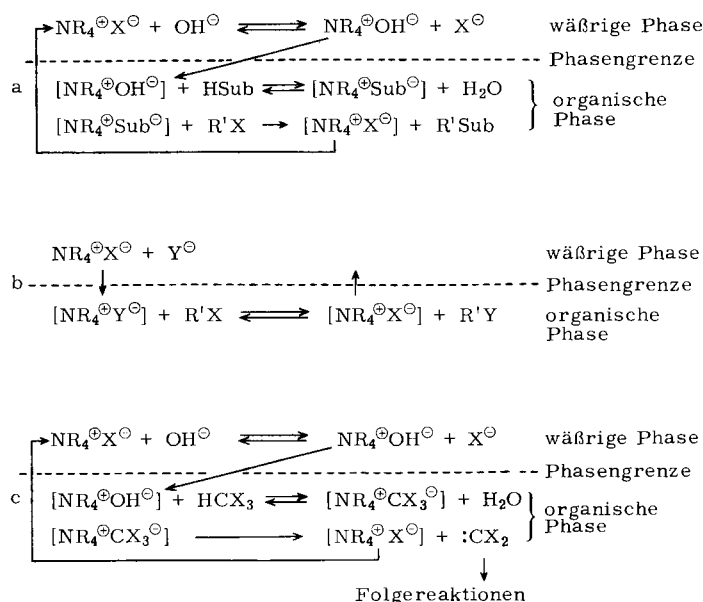 NR₄⊕X⊖ + OH⊖ ⇌ NR₄⊕OH⊖ + X⊖ wäßrige Phase
Phasengrenze
a
[NR₄⊕OH⊖] + HSub ⇌ [NR₄⊕Sub⊖] + H₂O
[NR₄⊕Sub⊖] + R'X → [NR₄⊕X⊖] + R'Sub
organische
Phase
NR₄⊕X⊖ + Y⊖ wäßrige Phase
b Phasengrenze
[NR₄⊕Y⊖] + R'X ⇌ [NR₄⊕X⊖] + R'Y organische
Phase
NR₄⊕X⊖ + OH⊖ ⇌ NR₄⊕OH⊖ + X⊖ wäßrige Phase
Phasengrenze
c
[NR₄⊕OH⊖] + HCX₃ ⇌ [NR₄⊕CX₃⊖] + H₂O
[NR₄⊕CX₃⊖] → [NR₄⊕X⊖] + :CX₂
organische
Phase
↓
Folgereaktionen